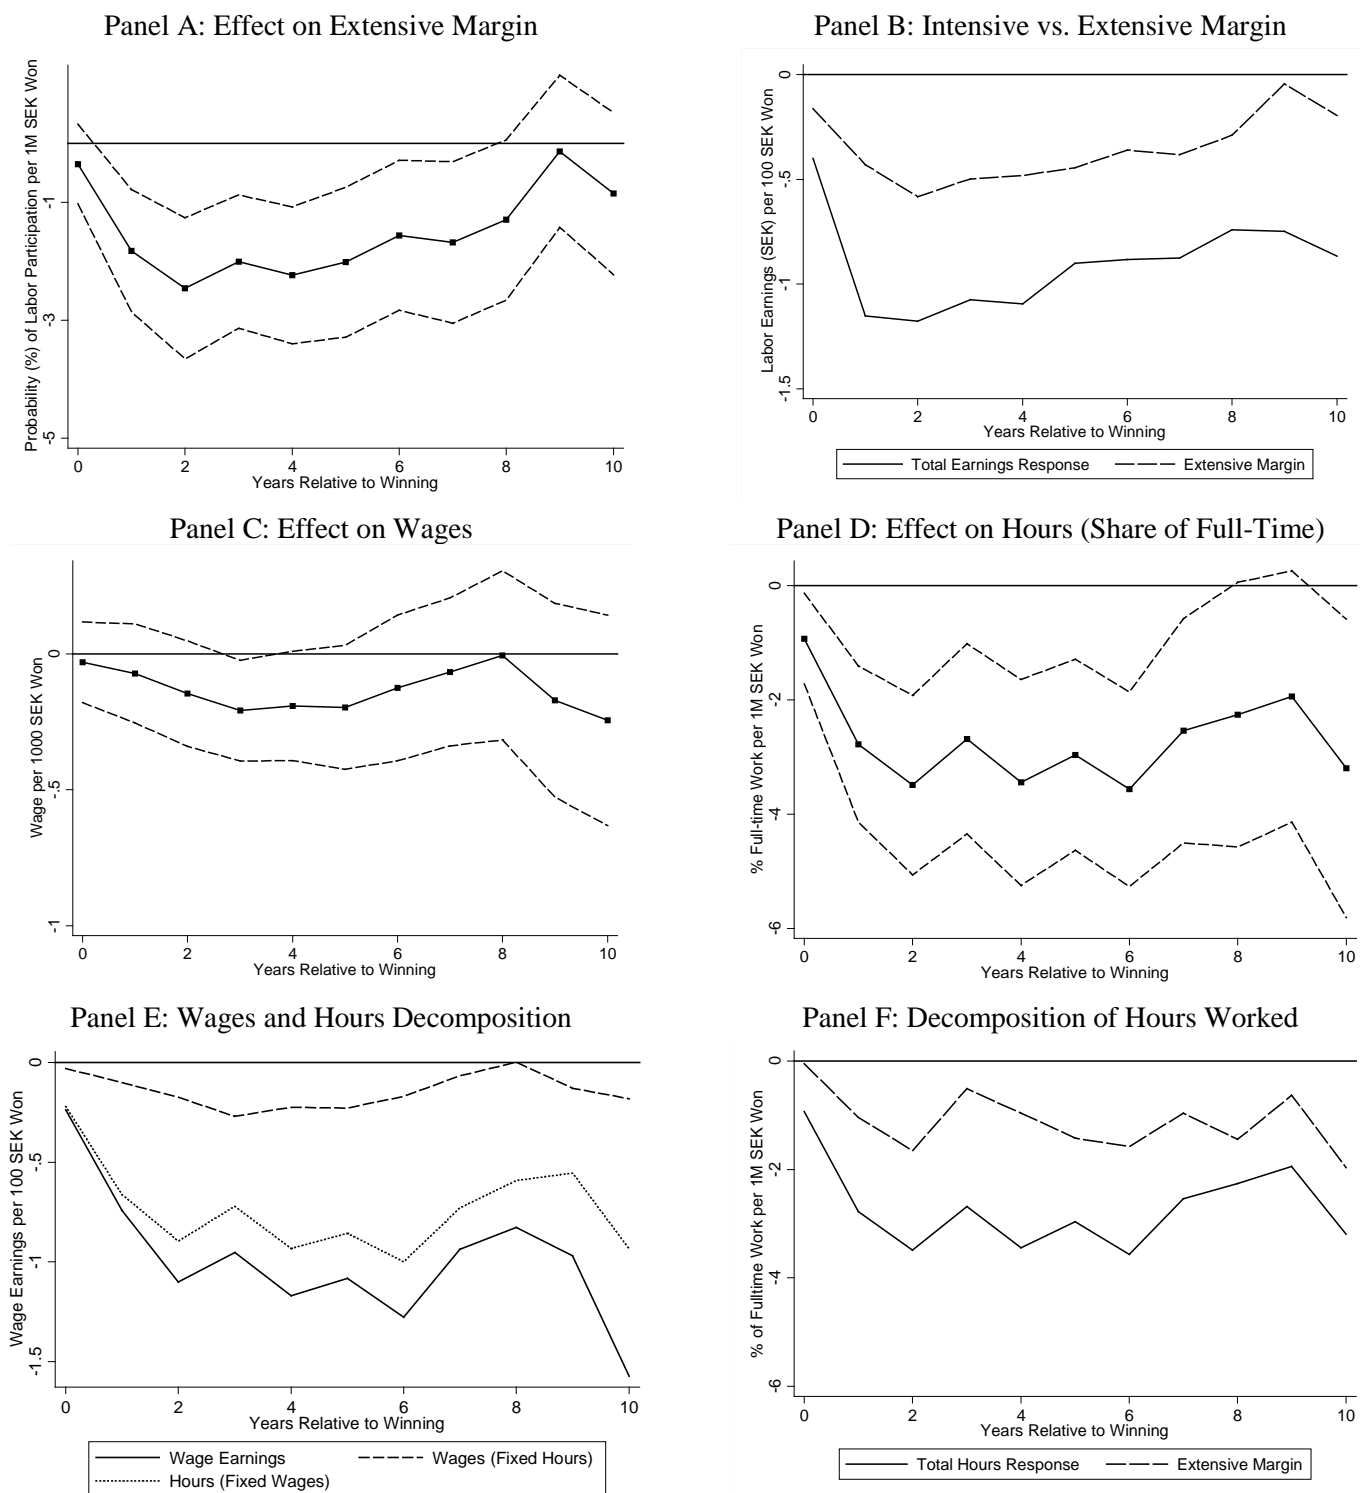 Panel A: Effect on Extensive Margin
Probability (%) of Labor Participation per 1M SEK Won
-1
-3
-5
0 2 4 6 8 10
Years Relative to Winning
Panel B: Intensive vs. Extensive Margin
Labor Earnings (SEK) per 100 SEK Won
0
-.5
-1
-1.5
0 2 4 6 8 10
Years Relative to Winning
Total Earnings Response Extensive Margin
Panel C: Effect on Wages
Wage per 1000 SEK Won
0
-.5
-1
0 2 4 6 8 10
Years Relative to Winning
Panel D: Effect on Hours (Share of Full-Time)
% Full-time Work per 1M SEK Won
0
-2
-4
-6
0 2 4 6 8 10
Years Relative to Winning
Panel E: Wages and Hours Decomposition
Wage Earnings per 100 SEK Won
0
-.5
-1
-1.5
0 2 4 6 8 10
Years Relative to Winning
Wage Earnings Wages (Fixed Hours)
Hours (Fixed Wages)
Panel F: Decomposition of Hours Worked
% of Fulltime Work per 1M SEK Won
0
-2
-4
-6
0 2 4 6 8 10
Years Relative to Winning
Total Hours Response Extensive Margin